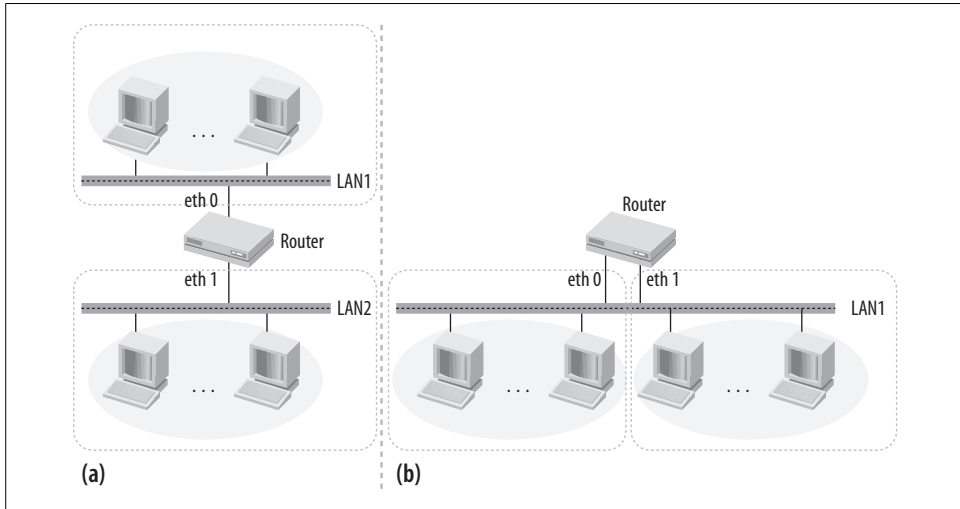 LAN1
eth 0
Router
eth 1
LAN2
(a)
Router
eth 0
eth 1
LAN1
(b)